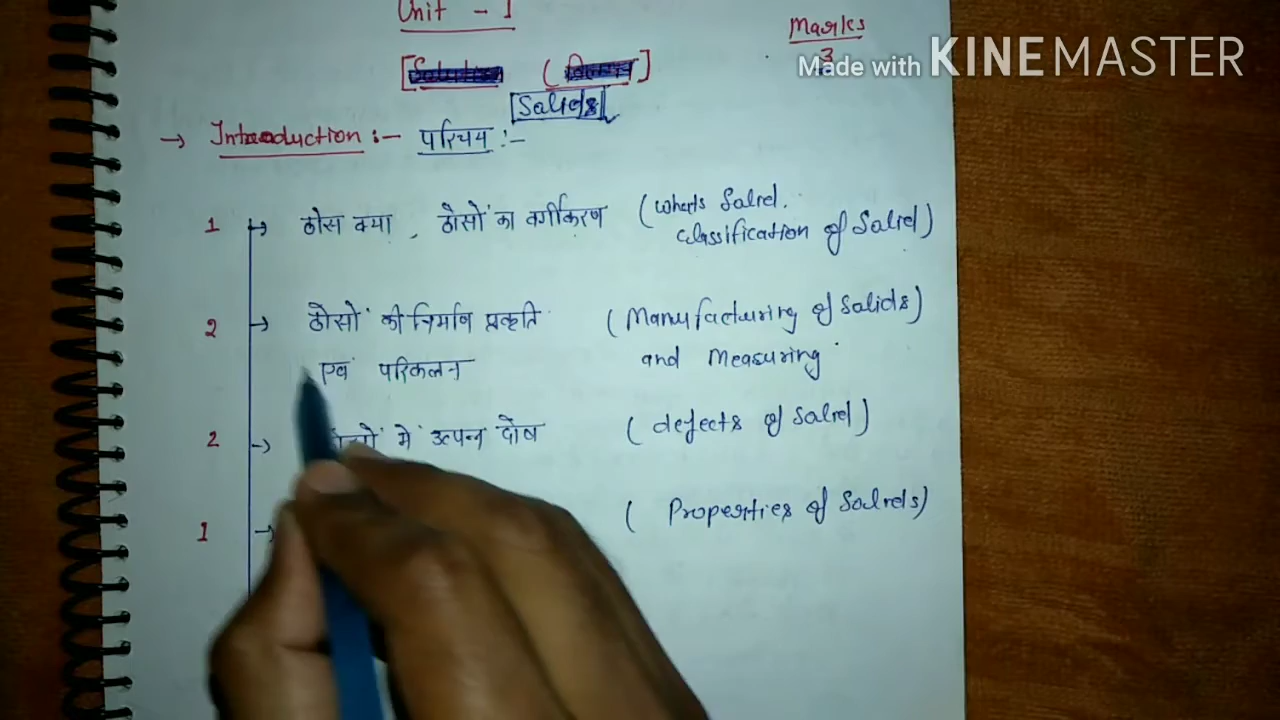 Unit - 1
Marks
3
Made with KINEMASTER
[ ( ]
Solids
→ Introduction :- परिचय :-
1 → ठोस क्या , ठोसों का वर्गीकरण (Whats Solid.
classification of Solid)
2 → ठोसों की निर्माण प्रकृति (Manufacturing of Solids)
एवं परिकलन and Measuring
2 → में उत्पन्न दोष (defects of Solid)
1 → ( Properties of Solids)